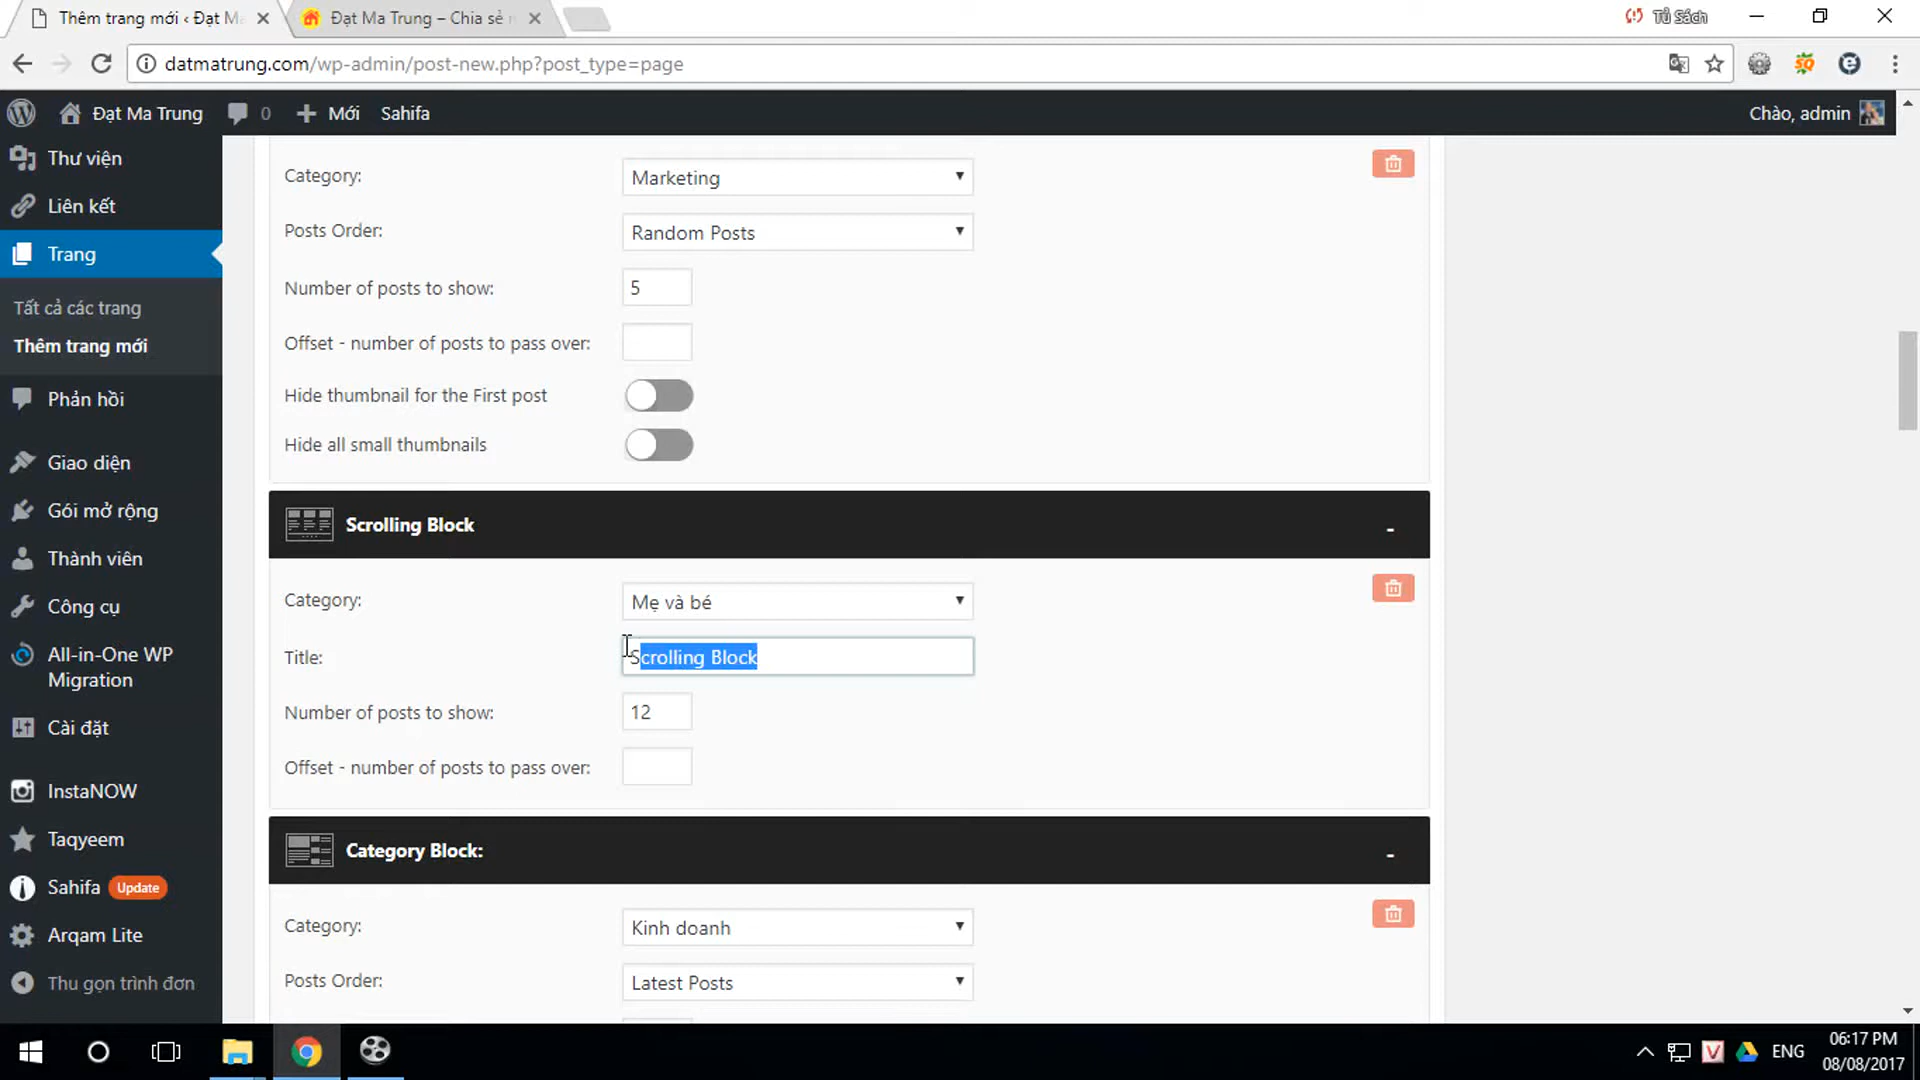 Thêm trang mới ‹ Đạt Ma
Đạt Ma Trung – Chia sẻ
Tủ Sách
datmatrung.com/wp-admin/post-new.php?post_type=page
Đạt Ma Trung
0
Mới
Sahifa
Chào, admin
Thư viện
Liên kết
Trang
Tất cả các trang
Thêm trang mới
Phản hồi
Giao diện
Gói mở rộng
Thành viên
Công cụ
All-in-One WP
Migration
Cài đặt
InstaNOW
Taqyeem
Sahifa Update
Arqam Lite
Thu gọn trình đơn
Category:
Marketing
Posts Order:
Random Posts
Number of posts to show:
5
Offset - number of posts to pass over:
Hide thumbnail for the First post
Hide all small thumbnails
Scrolling Block
-
Category:
Mẹ và bé
Title:
Scrolling Block
Number of posts to show:
12
Offset - number of posts to pass over:
Category Block:
-
Category:
Kinh doanh
Posts Order:
Latest Posts
ENG
06:17 PM
08/08/2017